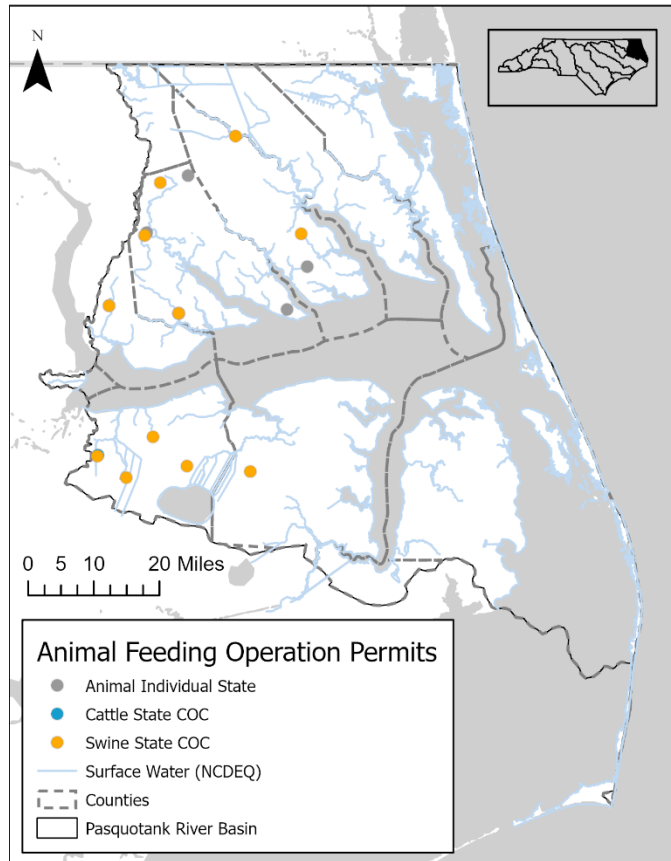 N
0 5 10 20 Miles
Animal Feeding Operation Permits
Animal Individual State
Cattle State COC
Swine State COC
Surface Water (NCDEQ)
Counties
Pasquotank River Basin